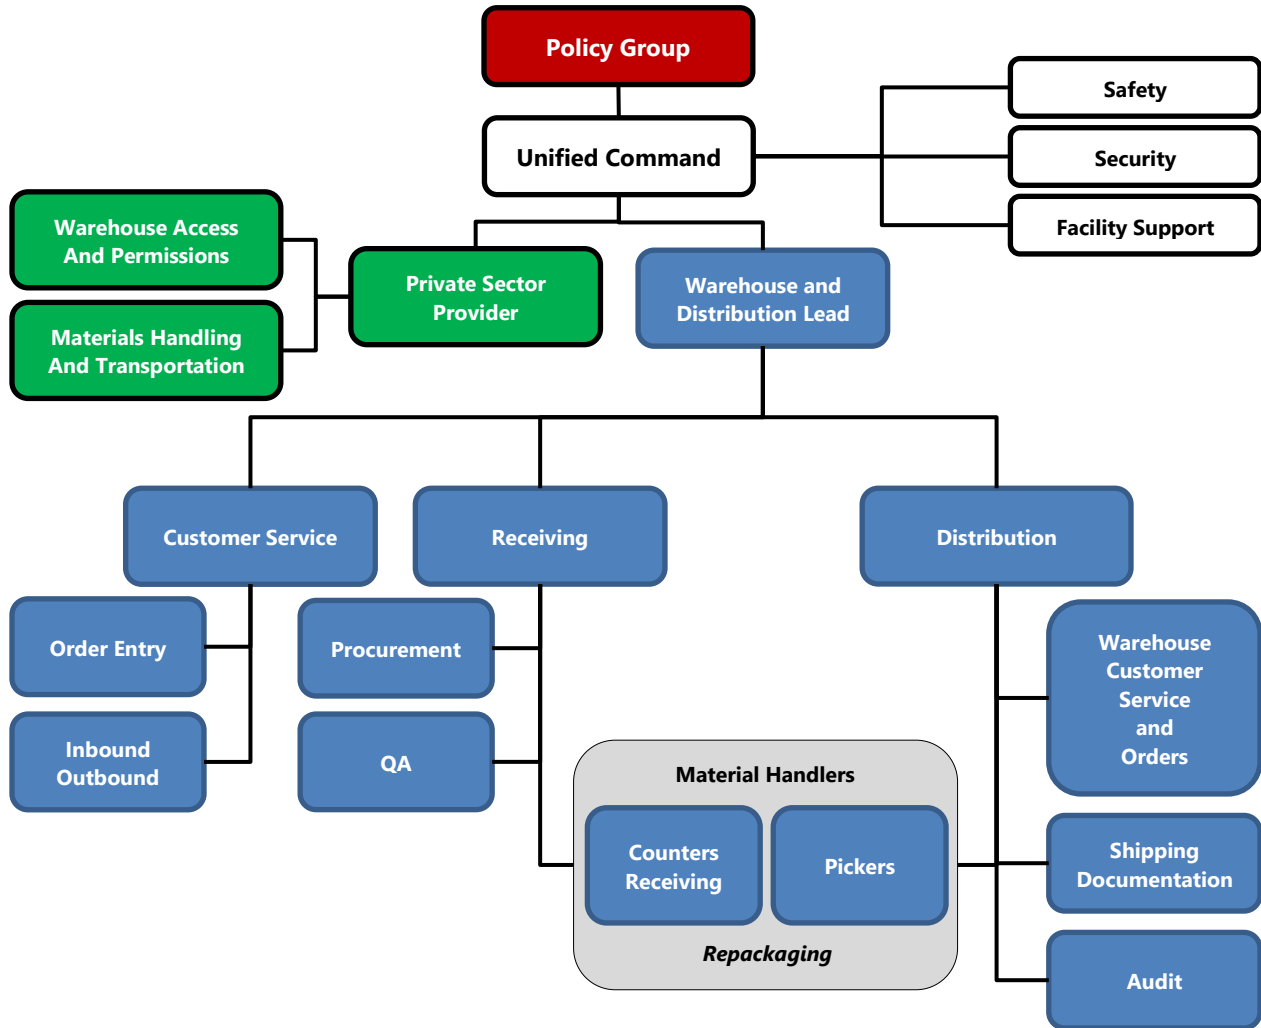 Policy Group
Safety
Unified Command
Security
Facility Support
Warehouse Access
And Permissions
Private Sector
Provider
Warehouse and
Distribution Lead
Materials Handling
And Transportation
Customer Service
Receiving
Distribution
Order Entry
Procurement
Warehouse
Customer
Service
and
Orders
Inbound
Outbound
QA
Material Handlers
Counters
Receiving
Pickers
Shipping
Documentation
Repackaging
Audit